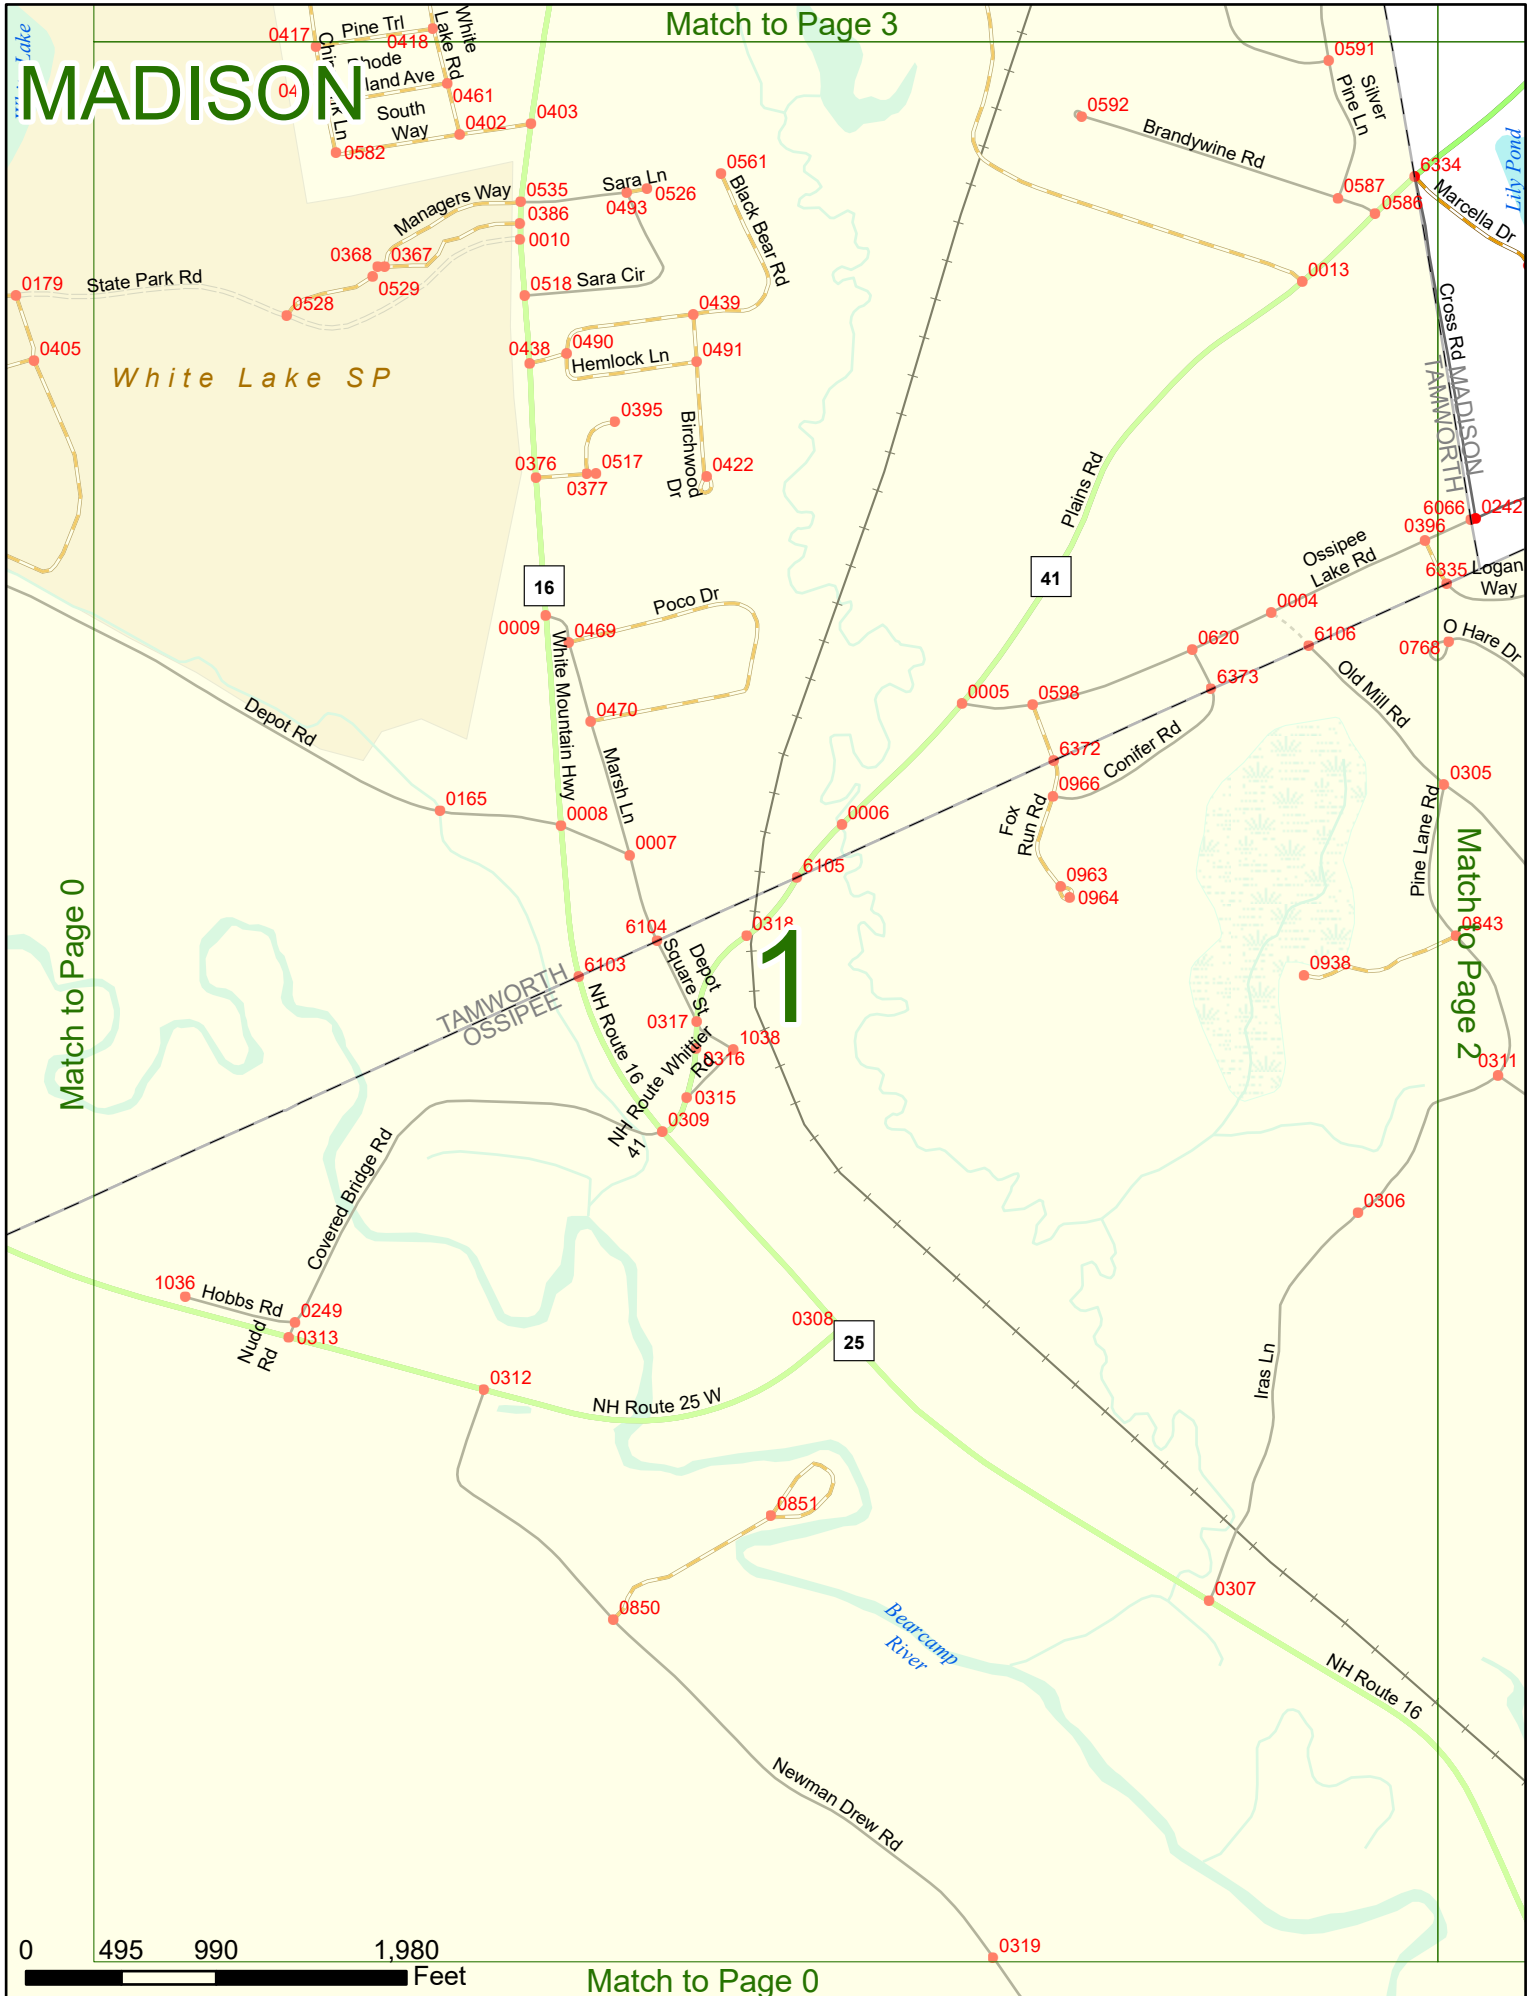 Match to Page 3
MADISON
0417
Pine Trl
0418
White
Lake Rd
Lake
Rhode
land Ave
0461
South
Way
0402
0403
0582
0591
Silver
Pine Ln
0592
Brandywine Rd
0587
0586
6334
Marcella Dr
Lily Pond
0561
Black Bear Rd
Sara Ln
0526
0493
0535
Managers Way
0386
0010
0368
0367
0529
0528
0179
State Park Rd
0405
White Lake SP
0518
Sara Cir
0439
0013
Cross Rd
MADISON
TAMWORTH
0438
0490
Hemlock Ln
0491
0395
Birchwood
Dr
0422
0376
0377
0517
Plains Rd
6066
0242
0396
Ossipee
Lake Rd
6335
Logan
Way
16
41
Poco Dr
0009
0469
0004
0620
6106
O Hare Dr
0768
6373
Old Mill Rd
White Mountain Hwy
Depot Rd
0470
Marsh Ln
0005
0598
6372
Conifer Rd
0966
Fox
Run Rd
0305
Pine Lane Rd
0165
0008
0007
0006
6105
0963
0964
Match to Page 0
Match to Page 2
6104
0318
1
0843
0938
6103
TAMWORTH
OSSIPEE
Depot
Square St
NH Route 16
0317
1038
0316
NH Route
41
Whittier
Rd
0315
0309
0311
Covered Bridge Rd
0306
1036
Hobbs Rd
0249
0313
Nudd
Rd
0308
25
0312
NH Route 25 W
Iras Ln
0851
0850
0307
Bearcamp
River
NH Route 16
Newman Drew Rd
0319
0
495
990
1,980
Feet
Match to Page 0